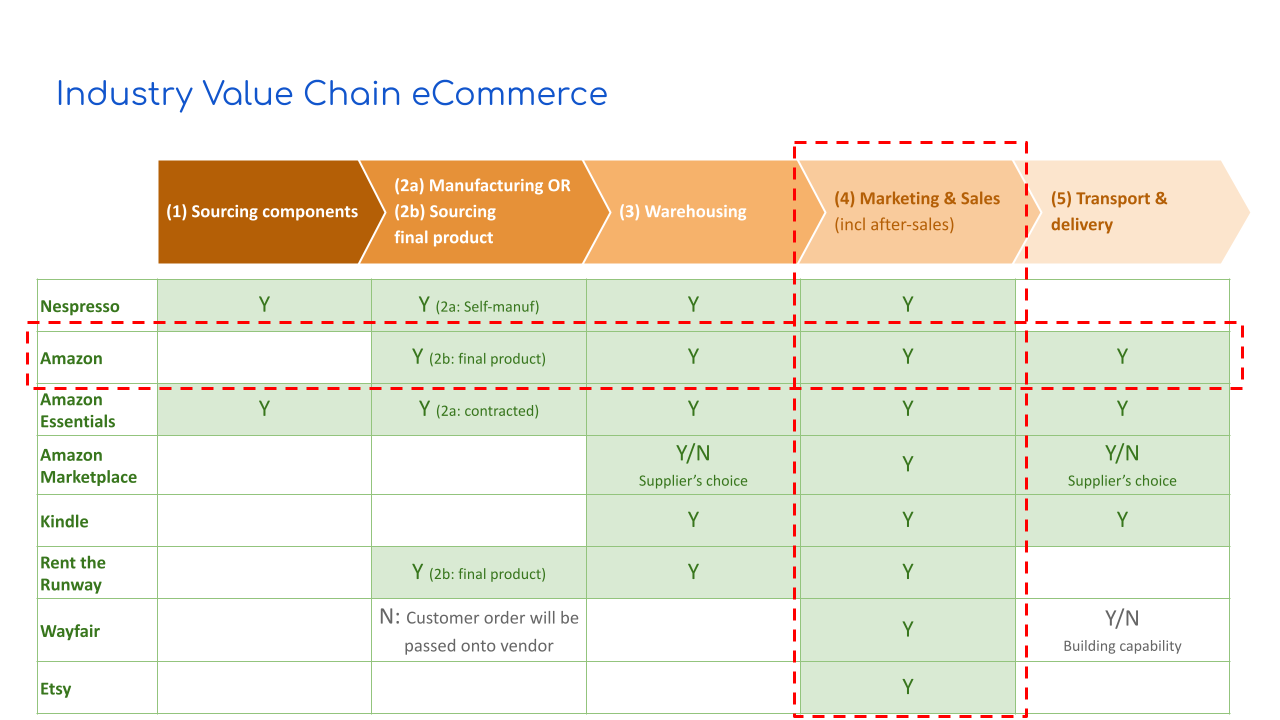 Industry Value Chain eCommerce
(1) Sourcing components
(2a) Manufacturing OR
(2b) Sourcing
final product
(3) Warehousing
(4) Marketing & Sales
(incl after-sales)
(5) Transport &
delivery
Nespresso
Y
Y (2a: Self-manuf)
Y
Y
Amazon
Y (2b: final product)
Y
Y
Y
Amazon
Essentials
Y
Y (2a: contracted)
Y
Y
Y
Amazon
Marketplace
Y/N
Supplier's choice
Y
Y/N
Supplier's choice
Kindle
Y
Y
Y
Rent the
Runway
Y (2b: final product)
Y
Y
Wayfair
N: Customer order will be
passed onto vendor
Y
Y/N
Building capability
Etsy
Y